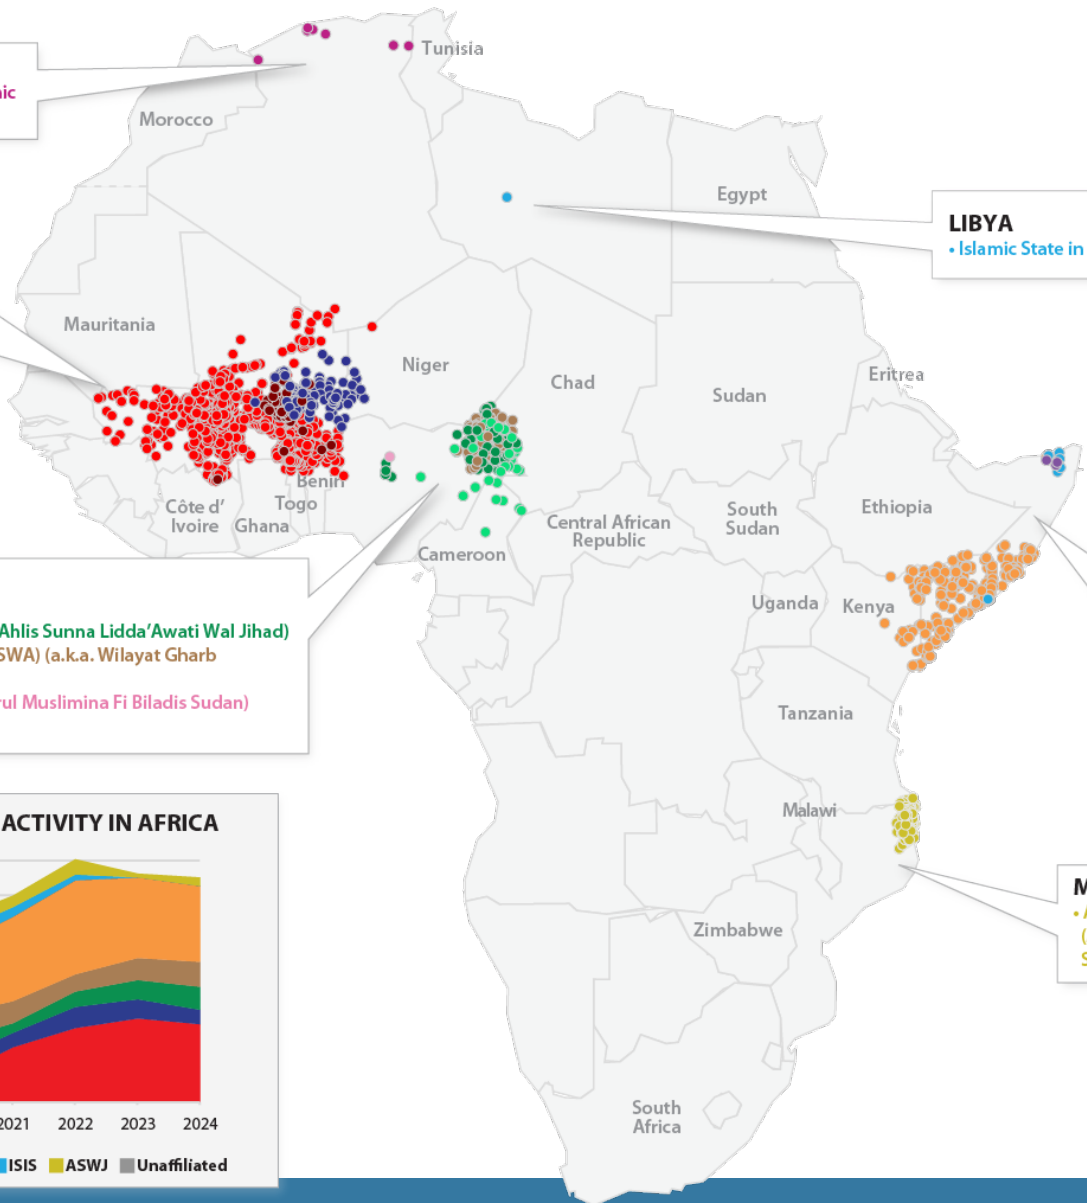 Tunisia
nic
Morocco
Egypt
LIBYA
• Islamic State in
Mauritania
Niger
Chad
Sudan
Eritrea
Benin
Côte d'
Ivoire
Togo
Ghana
Central African
Republic
South
Sudan
Ethiopia
Cameroon
Uganda
Kenya
Ahlis Sunna Lidda'Awati Wal Jihad)
SWA) (a.k.a. Wilayat Gharb
rul Muslimina Fi Biladis Sudan)
Tanzania
Malawi
ACTIVITY IN AFRICA
M
• A
(
S
Zimbabwe
South
Africa
2021 2022 2023 2024
ISIS ASWJ Unaffiliated